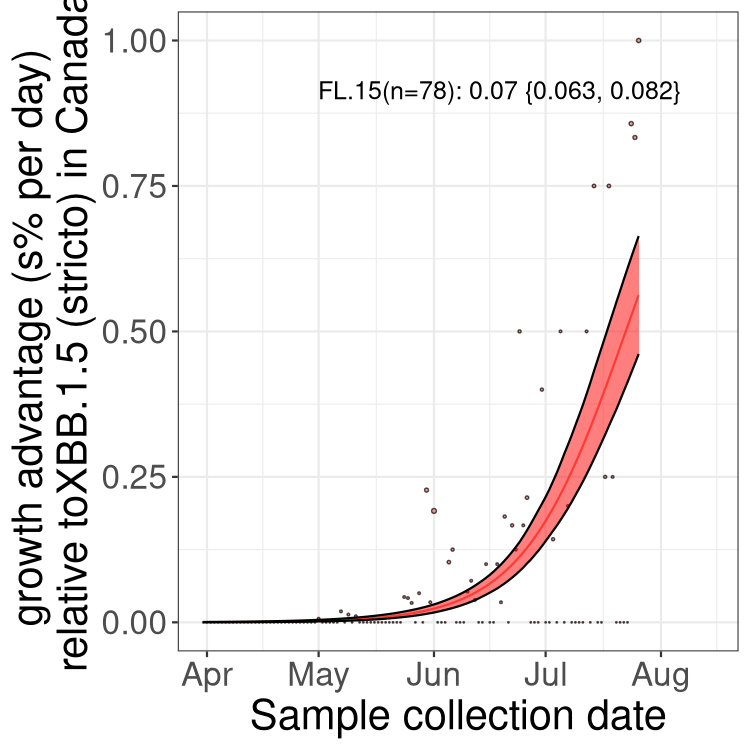 growth advantage (s% per day)
relative toXBB.1.5 (stricto) in Canada
1.00
0.75
0.50
0.25
0.00
FL.15(n=78): 0.07 {0.063, 0.082}
Apr May Jun Jul Aug
Sample collection date